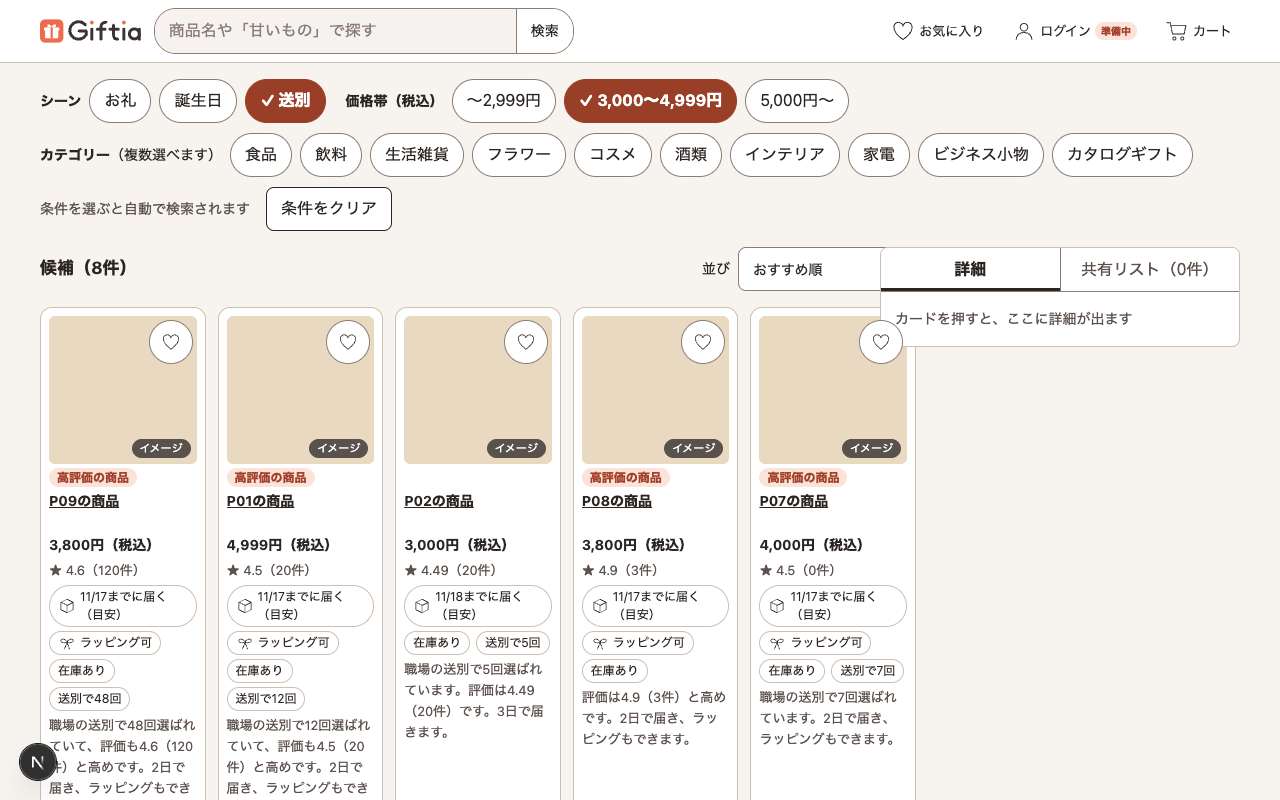 Giftia
商品名や「甘いもの」で探す
検索
お気に入り
ログイン 準備中
カート
シーン お礼 誕生日 送別 価格帯（税込） 〜2,999円 3,000〜4,999円 5,000円〜
カテゴリー（複数選べます） 食品 飲料 生活雑貨 フラワー コスメ 酒類 インテリア 家電 ビジネス小物 カタログギフト
条件を選ぶと自動で検索されます 条件をクリア
候補（8件）
並び おすすめ順
詳細 共有リスト（0件）
カードを押すと、ここに詳細が出ます
イメージ
高評価の商品
P09の商品
3,800円（税込）
★ 4.6（120件）
11/17までに届く
（目安）
ラッピング可
在庫あり
送別で48回
職場の送別で48回選ばれ
ていて、評価も4.6（120
件）と高めです。2日で
届き、ラッピングもでき
イメージ
高評価の商品
P01の商品
4,999円（税込）
★ 4.5（20件）
11/17までに届く
（目安）
ラッピング可
在庫あり
送別で12回
職場の送別で12回選ばれ
ていて、評価も4.5（20
件）と高めです。2日で
届き、ラッピングもでき
イメージ
P02の商品
3,000円（税込）
★ 4.49（20件）
11/18までに届く
（目安）
在庫あり 送別で5回
職場の送別で5回選ばれ
ています。評価は4.49
（20件）です。3日で届
きます。
イメージ
高評価の商品
P08の商品
3,800円（税込）
★ 4.9（3件）
11/17までに届く
（目安）
ラッピング可
在庫あり
評価は4.9（3件）と高め
です。2日で届き、ラッ
ピングもできます。
イメージ
高評価の商品
P07の商品
4,000円（税込）
★ 4.5（0件）
11/17までに届く
（目安）
ラッピング可
在庫あり 送別で7回
職場の送別で7回選ばれ
ています。2日で届き、
ラッピングもできます。
N